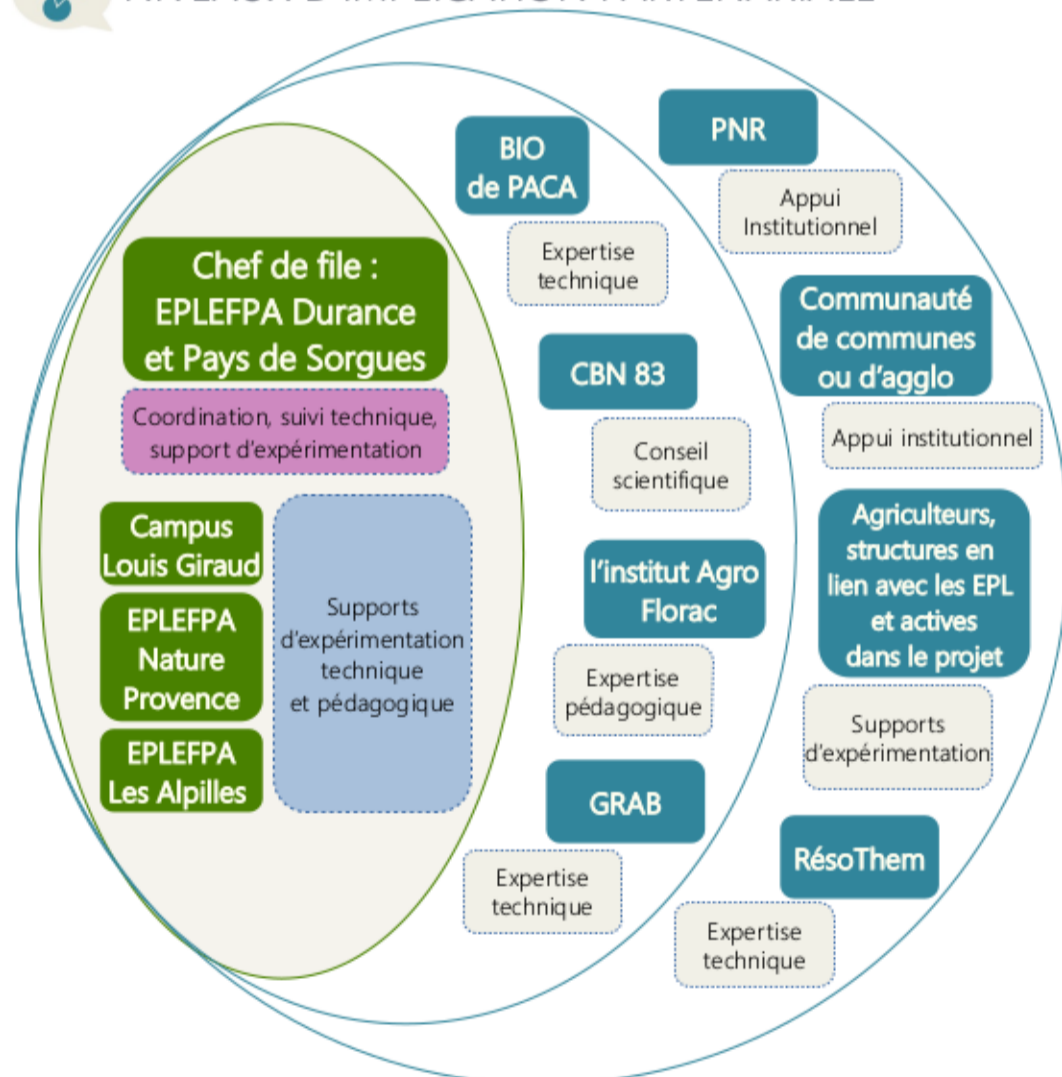 BIO
de PACA
Expertise
technique
PNR
Appui
Institutionnel
Chef de file :
EPLEFPA Durance
et Pays de Sorgues
Coordination, suivi technique,
support d'expérimentation
Campus
Louis Giraud
EPLEFPA
Nature
Provence
EPLEFPA
Les Alpilles
Supports
d'expérimentation
technique
et pédagogique
CBN 83
Conseil
scientifique
l'institut Agro
Florac
Expertise
pédagogique
GRAB
Expertise
technique
Communauté
de communes
ou d'agglo
Appui institutionnel
Agriculteurs,
structures en
lien avec les EPL
et actives
dans le projet
Supports
d'expérimentation
RésoThem
Expertise
technique